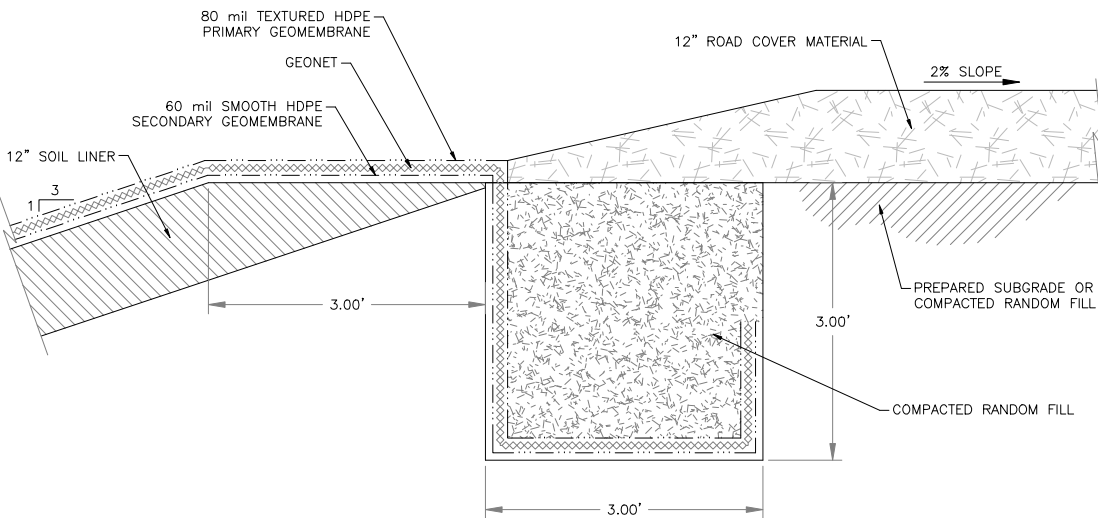 80 mil TEXTURED HDPE
PRIMARY GEOMEMBRANE
GEONET
60 mil SMOOTH HDPE
SECONDARY GEOMEMBRANE
12" SOIL LINER
3
1
12" ROAD COVER MATERIAL
2% SLOPE
PREPARED SUBGRADE OR
COMPACTED RANDOM FILL
3.00'
3.00'
COMPACTED RANDOM FILL
3.00'